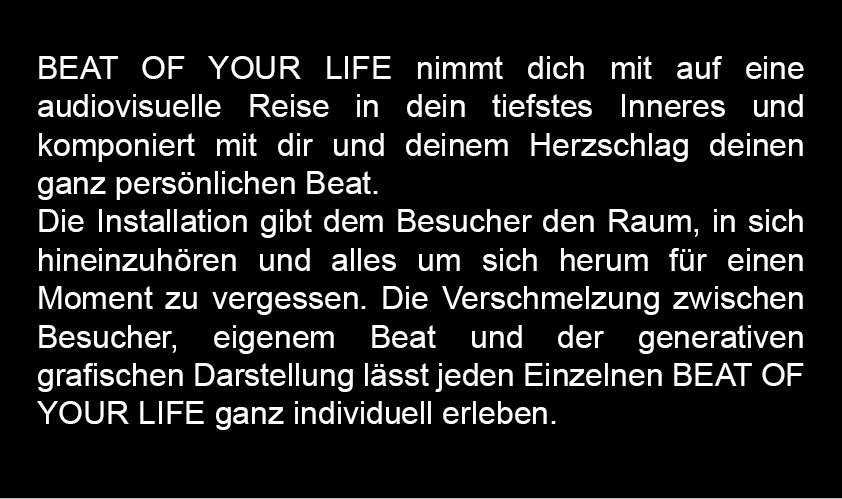 BEAT OF YOUR LIFE nimmt dich mit auf eine
audiovisuelle Reise in dein tiefstes Inneres und
komponiert mit dir und deinem Herzschlag deinen
ganz persönlichen Beat.
Die Installation gibt dem Besucher den Raum, in sich
hineinzuhören und alles um sich herum für einen
Moment zu vergessen. Die Verschmelzung zwischen
Besucher, eigenem Beat und der generativen
grafischen Darstellung lässt jeden Einzelnen BEAT OF
YOUR LIFE ganz individuell erleben.